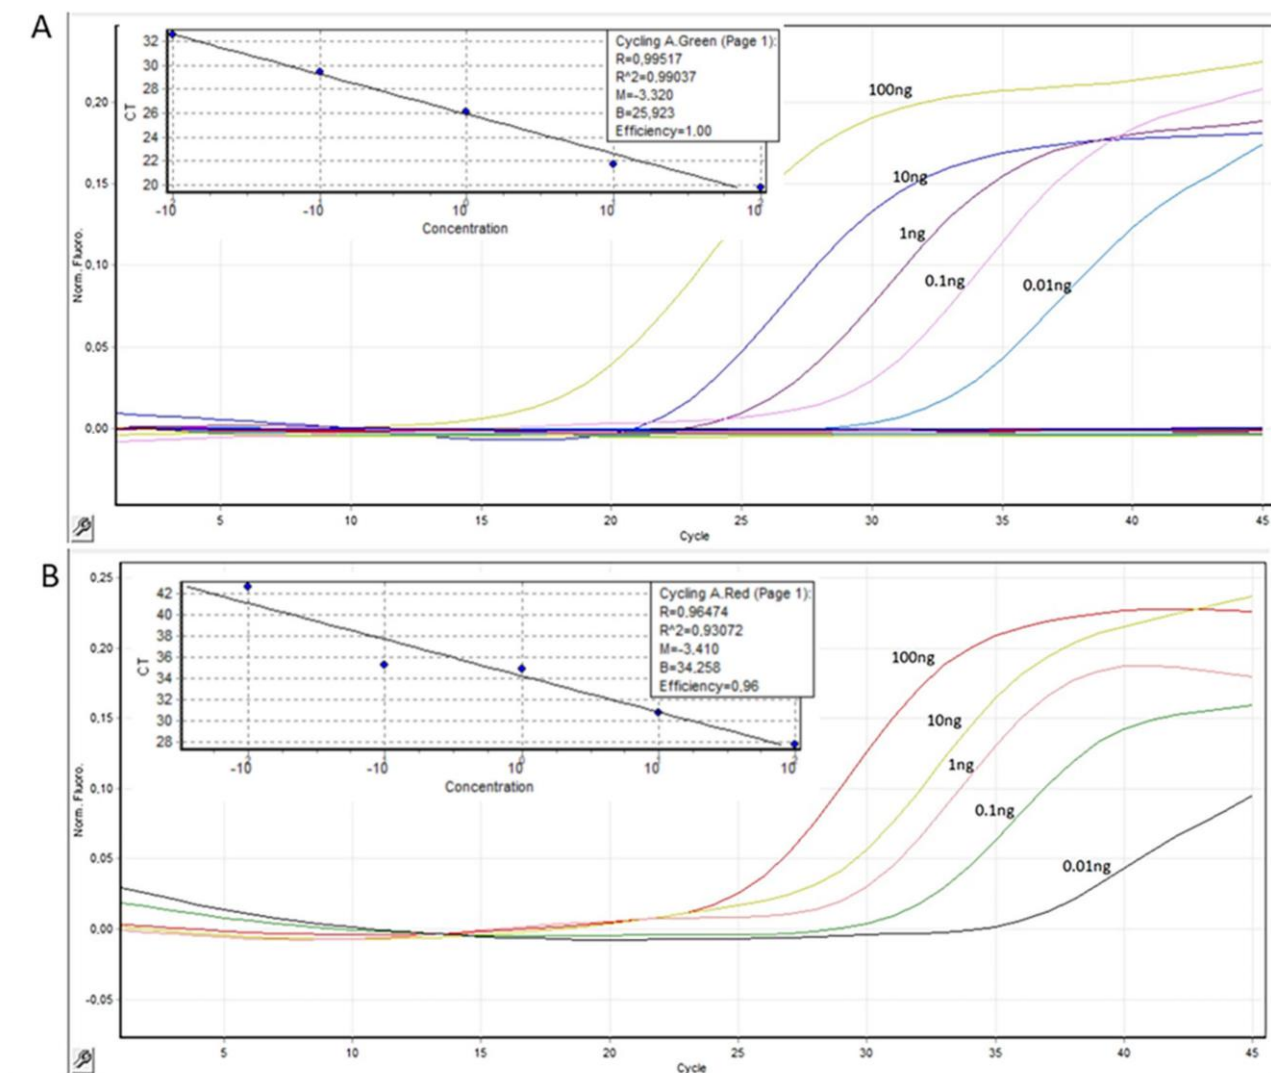 A
32
30
28
26
24
22
20
CT
-10
-10
10
10
10
Concentration
Cycling A.Green (Page 1):
R=0,99517
R^2=0,99037
M=-3,320
B=25,923
Efficiency=1.00
0,20
0,15
0,10
0,05
0,00
Norm. Fluoro.
100ng
10ng
1ng
0.1ng
0.01ng
5 10 15 20 25 30 35 40 45
Cycle
B
42
40
38
36
34
32
30
28
CT
-10
-10
10
10
10
Concentration
Cycling A.Red (Page 1):
R=0,96474
R^2=0,93072
M=-3,410
B=34,258
Efficiency=0,96
0,25
0,20
0,15
0,10
0,05
0,00
-0,05
Norm. Fluoro.
100ng
10ng
1ng
0.1ng
0.01ng
5 10 15 20 25 30 35 40 45
Cycle